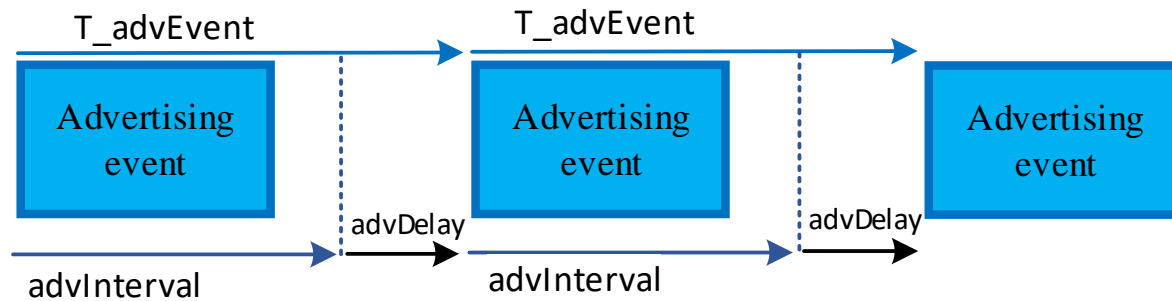 T_advEvent
T_advEvent
Advertising
event
Advertising
event
Advertising
event
advDelay
advDelay
advInterval
advInterval